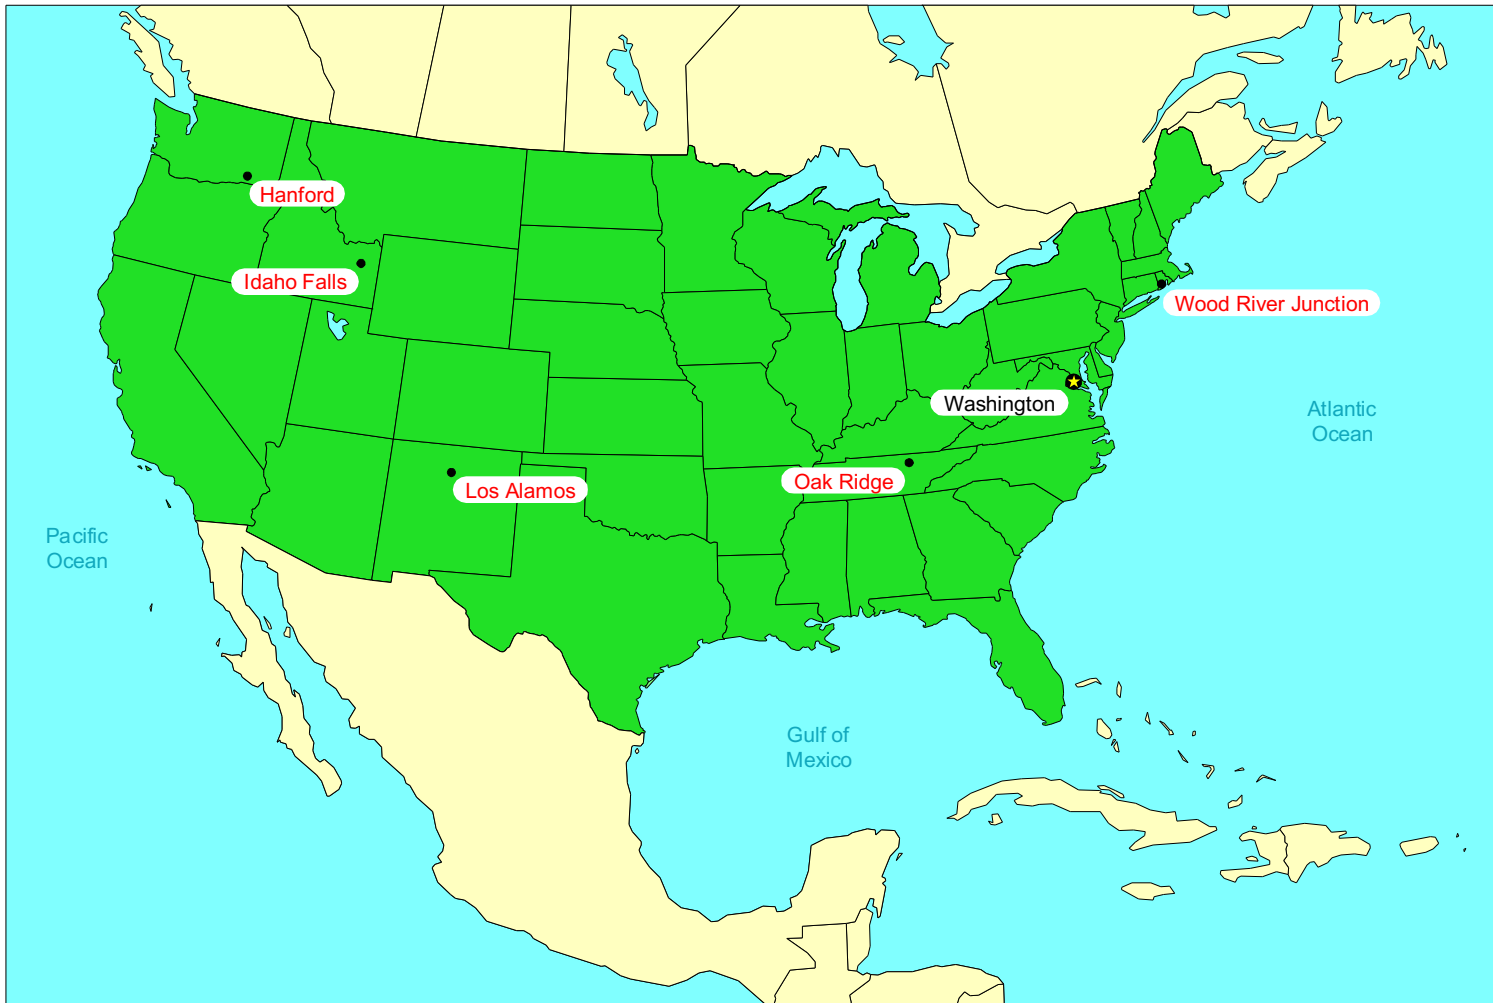 Hanford
Idaho Falls
Wood River Junction
Washington
Atlantic
Ocean
Oak Ridge
Los Alamos
Pacific
Ocean
Gulf of
Mexico